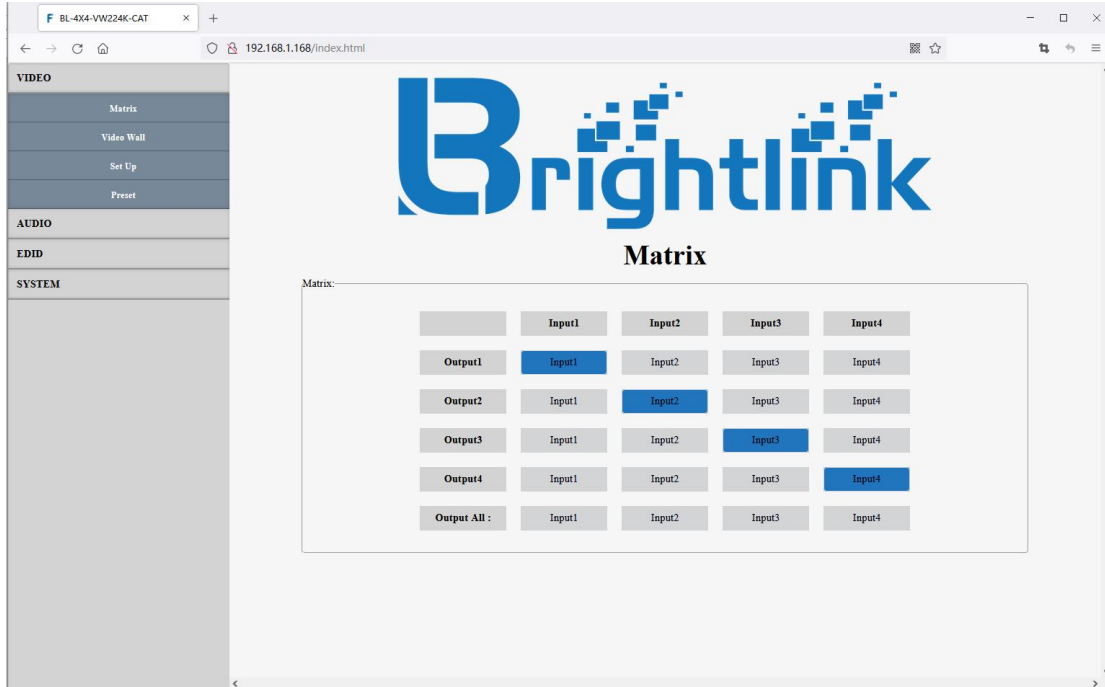 BL-4X4-VW224K-CAT
192.168.1.168/index.html
VIDEO
Matrix
Video Wall
Set Up
Preset
AUDIO
EDID
SYSTEM
Brightlink
Matrix
Matrix:
Input1 Input2 Input3 Input4
Output1 Input1 Input2 Input3 Input4
Output2 Input1 Input2 Input3 Input4
Output3 Input1 Input2 Input3 Input4
Output4 Input1 Input2 Input3 Input4
Output All : Input1 Input2 Input3 Input4